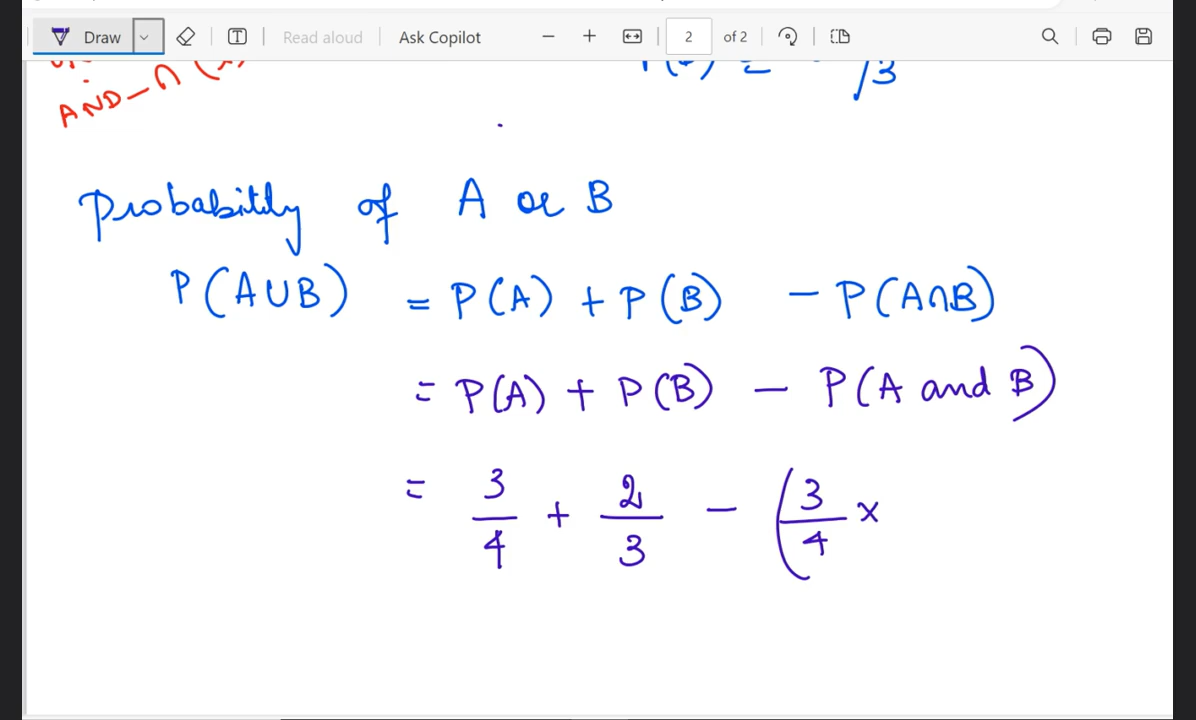 Draw Read aloud Ask Copilot 2 of 2
AND - ∩ (x)
/3
Probability of A or B
P(A∪B) = P(A) + P(B) - P(A∩B)
= P(A) + P(B) - P(A and B)
= 3/4 + 2/3 - (3/4 ×